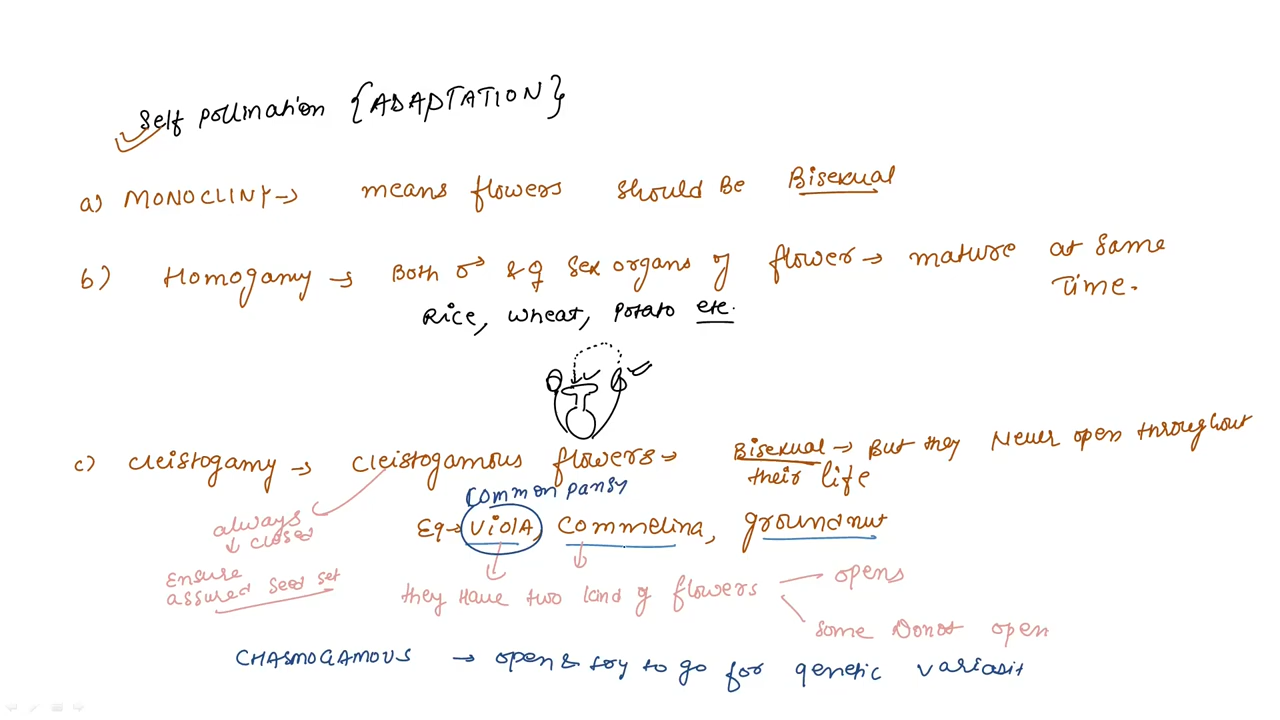 Self Pollination {ADAPTATION}
a) MONOCLINY → means flowers should Be Bisexual
b) Homogamy → Both ♂ & ♀ Sex organs of flower → mature at same Time.
Rice, wheat, Potato etc.
c) Cleistogamy → Cleistogamous flowers → Bisexual → But they Never open throughout their life
Common pansy
always closed
Eg → ViolA, Commelina, groundnut
Ensure assured seed set
they Have two kind of flowers
opens
some Donot open
CHASMOGAMOUS → open & try to go for genetic variasit